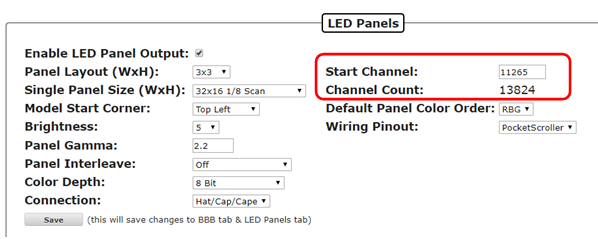 LED Panels
Enable LED Panel Output:
Panel Layout (WxH): 3x3 Start Channel: 11265
Single Panel Size (WxH): 32x16 1/8 Scan Channel Count: 13824
Model Start Corner: Top Left Default Panel Color Order: RBG
Brightness: 5 Wiring Pinout: PocketScroller
Panel Gamma: 2.2
Panel Interleave: Off
Color Depth: 8 Bit
Connection: Hat/Cap/Cape
Save (this will save changes to BBB tab & LED Panels tab)